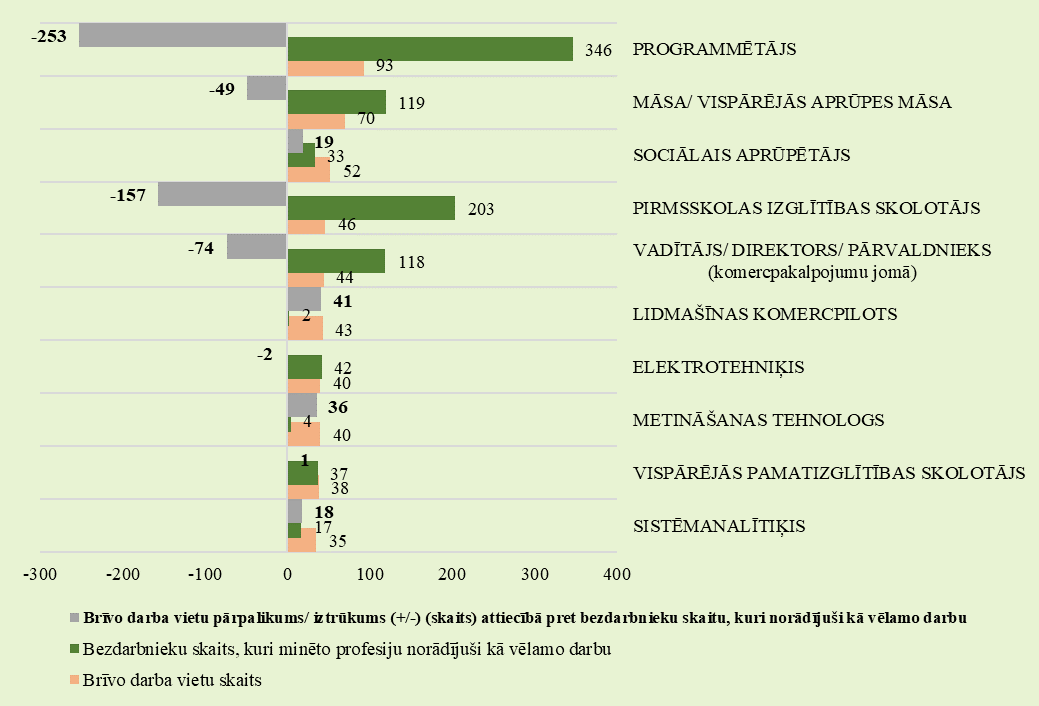 -253
346
93
PROGRAMMĒTĀJS
-49
119
70
MĀSA/ VISPĀRĒJĀS APRŪPES MĀSA
19
33
52
SOCIĀLAIS APRŪPĒTĀJS
-157
203
46
PIRMSSKOLAS IZGLĪTĪBAS SKOLOTĀJS
-74
118
44
VADĪTĀJS/ DIREKTORS/ PĀRVALDNIEKS
(komercpakalpojumu jomā)
41
2
43
LIDMAŠĪNAS KOMERCPILOTS
-2
42
40
ELEKTROTEHNIĶIS
36
4
40
METINĀŠANAS TEHNOLOGS
1
37
38
VISPĀRĒJĀS PAMATIZGLĪTĪBAS SKOLOTĀJS
18
17
35
SISTĒMANALĪTIĶIS
-300 -200 -100 0 100 200 300 400
Brīvo darba vietu pārpalikums/ iztrūkums (+/-) (skaits) attiecībā pret bezdarbnieku skaitu, kuri norādījuši kā vēlamo darbu
Bezdarbnieku skaits, kuri minēto profesiju norādījuši kā vēlamo darbu
Brīvo darba vietu skaits